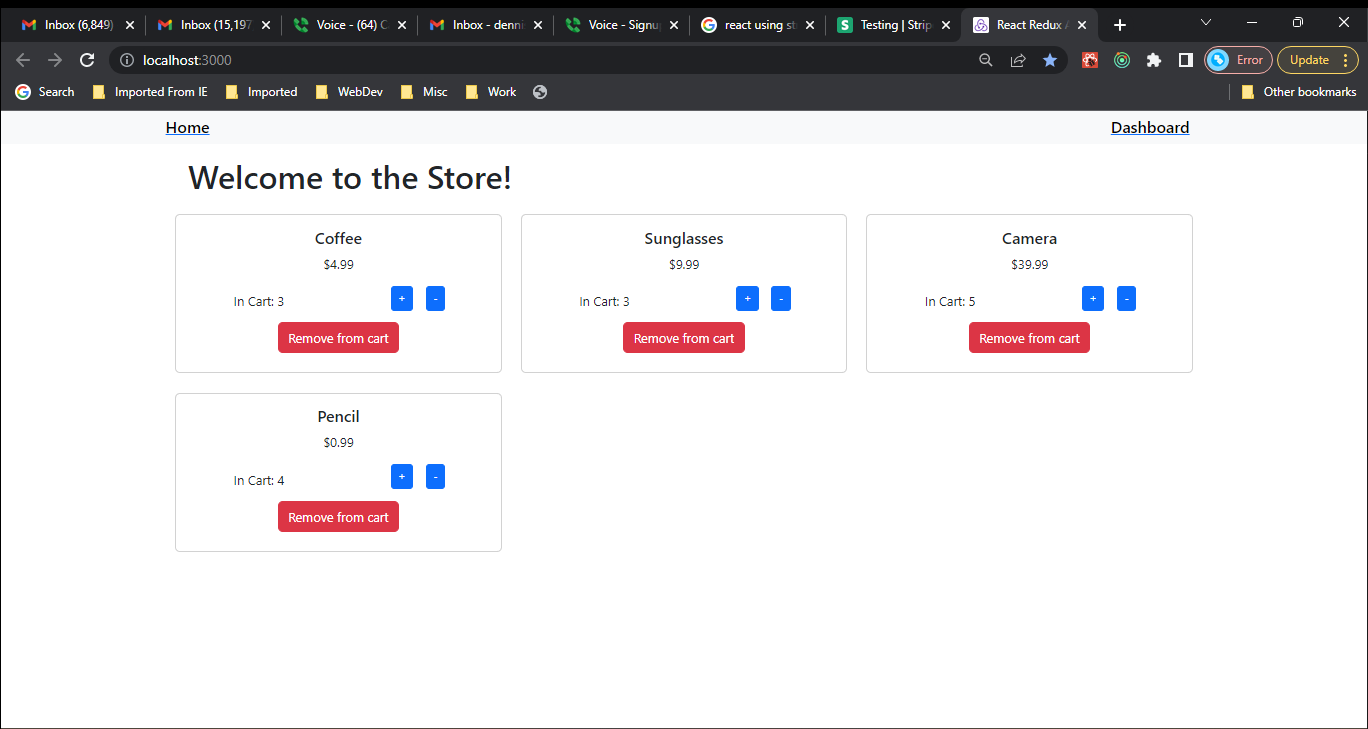 Inbox (6,849) Inbox (15,197 Voice - (64) C Inbox - denni Voice - Signu react using st Testing | Strip React Redux
localhost:3000 Error Update
Search Imported From IE Imported WebDev Misc Work Other bookmarks
Home Dashboard
Welcome to the Store!
Coffee
$4.99
In Cart: 3 + -
Remove from cart
Sunglasses
$9.99
In Cart: 3 + -
Remove from cart
Camera
$39.99
In Cart: 5 + -
Remove from cart
Pencil
$0.99
In Cart: 4 + -
Remove from cart